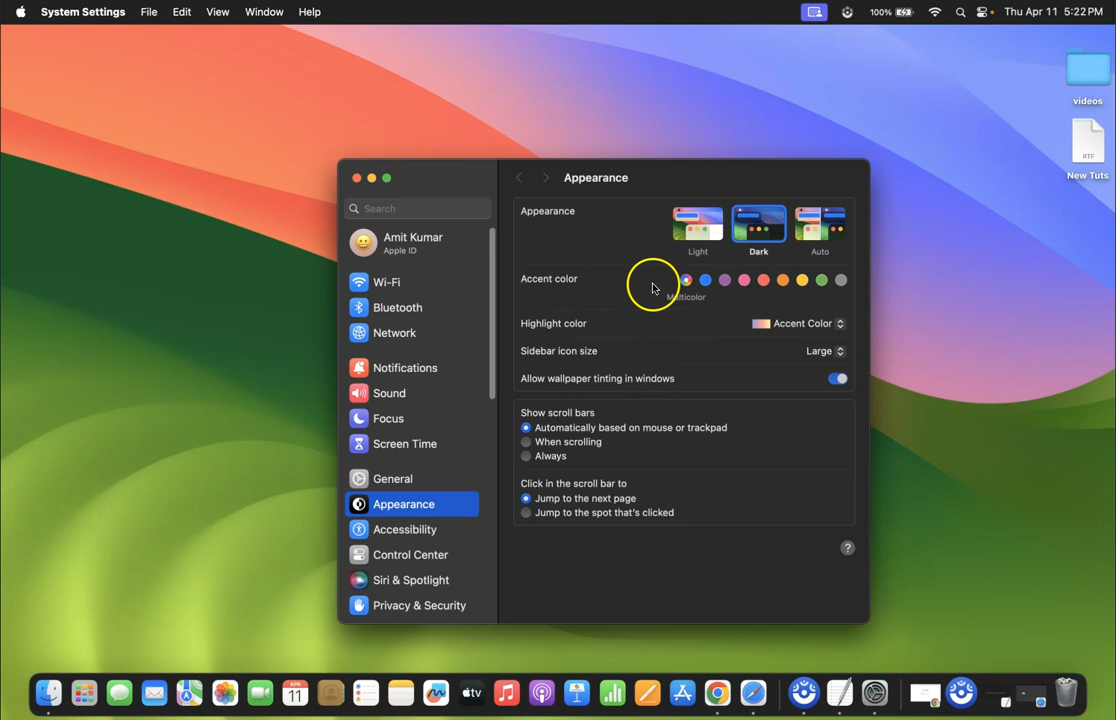 System Settings File Edit View Window Help 100% Thu Apr 11 5:22 PM
videos
RTF
New Tuts
Appearance
Search
Amit Kumar
Apple ID
Wi-Fi
Bluetooth
Network
Notifications
Sound
Focus
Screen Time
General
Appearance
Accessibility
Control Center
Siri & Spotlight
Privacy & Security
Appearance
Light Dark Auto
Accent color
Multicolor
Highlight color Accent Color
Sidebar icon size Large
Allow wallpaper tinting in windows
Show scroll bars
Automatically based on mouse or trackpad
When scrolling
Always
Click in the scroll bar to
Jump to the next page
Jump to the spot that's clicked
?
APR
11
tv